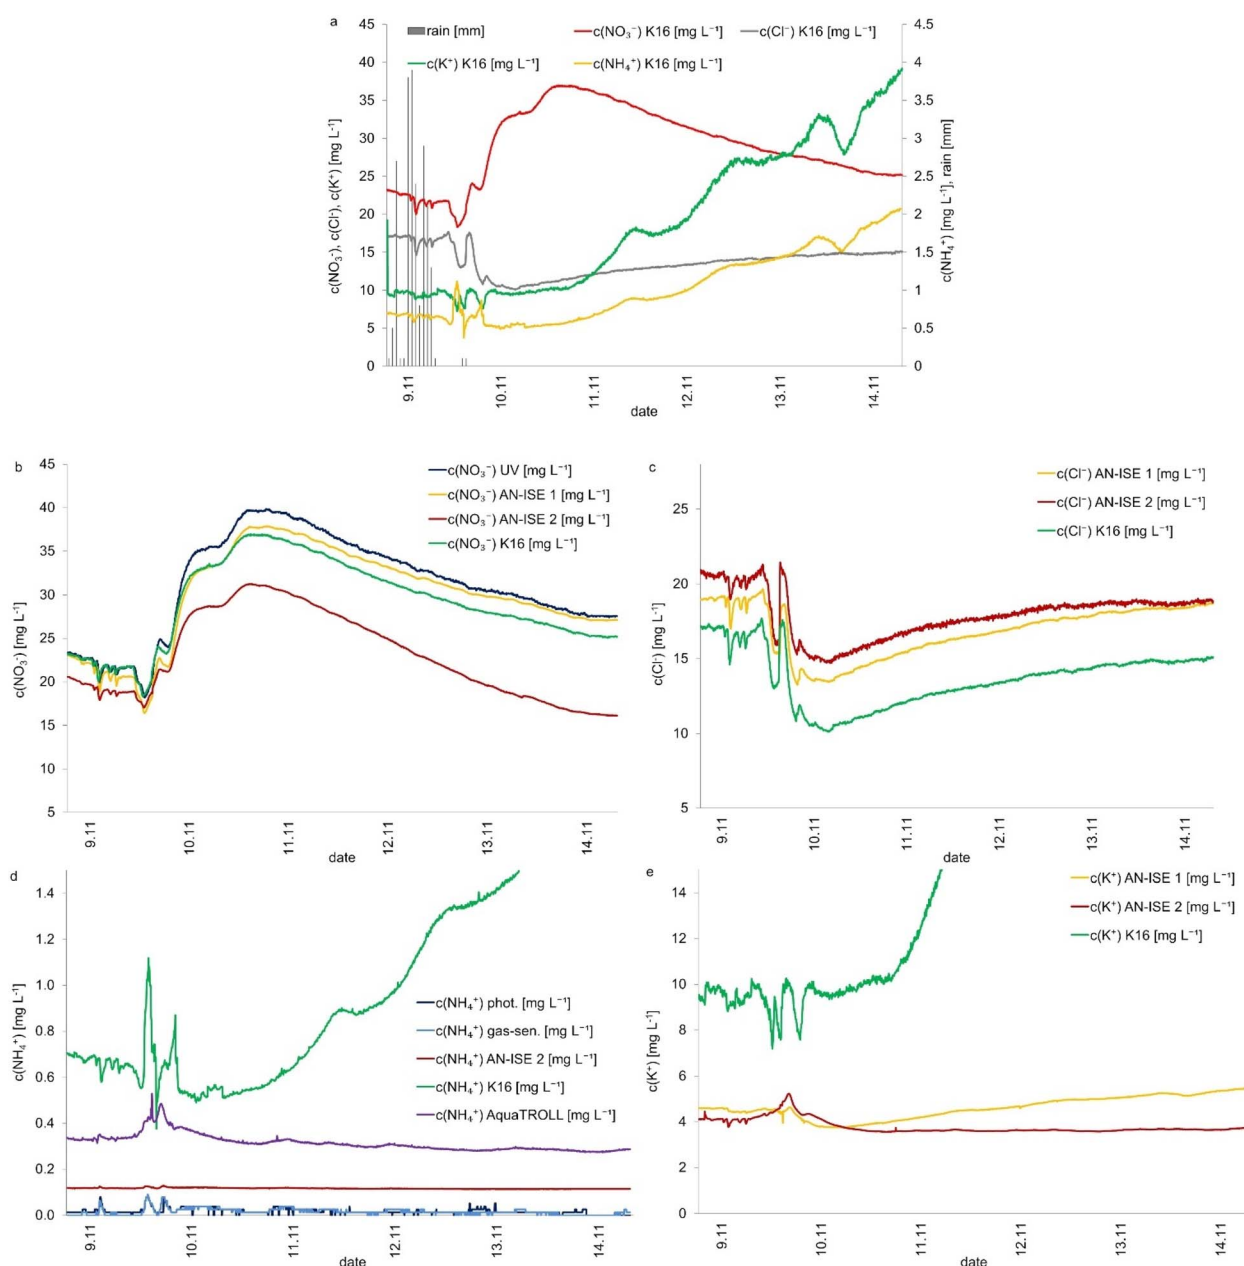 a
rain [mm]
c(NO₃⁻) K16 [mg L⁻¹]
c(Cl⁻) K16 [mg L⁻¹]
c(K⁺) K16 [mg L⁻¹]
c(NH₄⁺) K16 [mg L⁻¹]
45
40
35
30
25
20
15
10
5
0
c(NO₃⁻), c(Cl⁻), c(K⁺) [mg L⁻¹]
4.5
4
3.5
3
2.5
2
1.5
1
0.5
0
c(NH₄⁺) [mg L⁻¹], rain [mm]
9.11
10.11
11.11
12.11
13.11
14.11
date
b
c(NO₃⁻) UV [mg L⁻¹]
c(NO₃⁻) AN-ISE 1 [mg L⁻¹]
c(NO₃⁻) AN-ISE 2 [mg L⁻¹]
c(NO₃⁻) K16 [mg L⁻¹]
45
40
35
30
25
20
15
10
5
c(NO₃⁻) [mg L⁻¹]
9.11
10.11
11.11
12.11
13.11
14.11
date
c
c(Cl⁻) AN-ISE 1 [mg L⁻¹]
c(Cl⁻) AN-ISE 2 [mg L⁻¹]
c(Cl⁻) K16 [mg L⁻¹]
25
20
15
10
5
c(Cl⁻) [mg L⁻¹]
9.11
10.11
11.11
12.11
13.11
14.11
date
d
1.4
1.2
1.0
0.8
0.6
0.4
0.2
0.0
c(NH₄⁺) [mg L⁻¹]
c(NH₄⁺) phot. [mg L⁻¹]
c(NH₄⁺) gas-sen. [mg L⁻¹]
c(NH₄⁺) AN-ISE 2 [mg L⁻¹]
c(NH₄⁺) K16 [mg L⁻¹]
c(NH₄⁺) AquaTROLL [mg L⁻¹]
9.11
10.11
11.11
12.11
13.11
14.11
date
e
c(K⁺) AN-ISE 1 [mg L⁻¹]
c(K⁺) AN-ISE 2 [mg L⁻¹]
c(K⁺) K16 [mg L⁻¹]
14
12
10
8
6
4
2
0
c(K⁺) [mg L⁻¹]
9.11
10.11
11.11
12.11
13.11
14.11
date